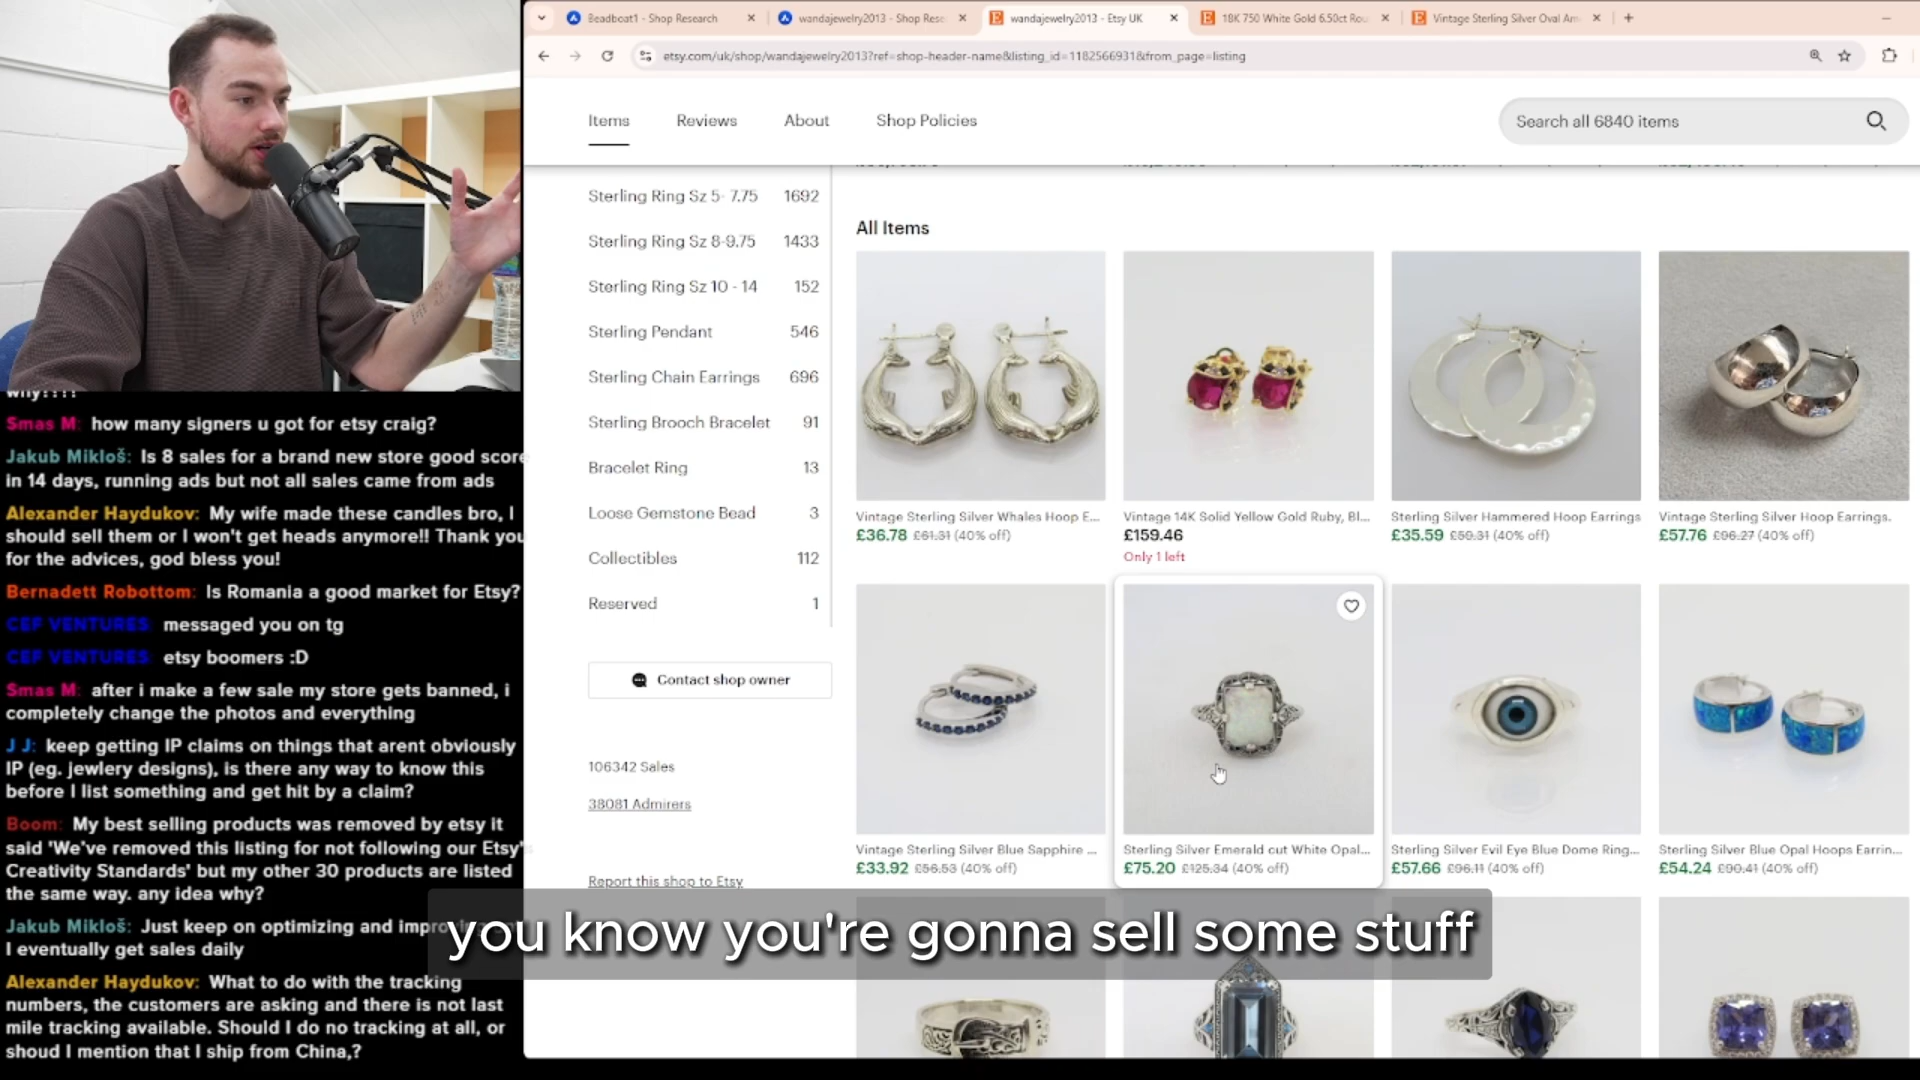 Beadboat1 - Shop Research
wandajewelry2013 - Shop Rese
wandajewelry2013 - Etsy UK
18K 750 White Gold 6.50ct Rou
Vintage Sterling Silver Oval Am
etsy.com/uk/shop/wandajewelry2013?ref=shop-header-name&listing_id=1182566931&from_page=listing
Items
Reviews
About
Shop Policies
Search all 6840 items
Sterling Ring Sz 5- 7.75 1692
Sterling Ring Sz 8-9.75 1433
Sterling Ring Sz 10 - 14 152
Sterling Pendant 546
Sterling Chain Earrings 696
Sterling Brooch Bracelet 91
Bracelet Ring 13
Loose Gemstone Bead 3
Collectibles 112
Reserved 1
Contact shop owner
106342 Sales
38081 Admirers
Report this shop to Etsy
All Items
Vintage Sterling Silver Whales Hoop E...
£36.78 £61.31 (40% off)
Vintage 14K Solid Yellow Gold Ruby, Bl...
£159.46
Only 1 left
Sterling Silver Hammered Hoop Earrings
£35.59 £59.31 (40% off)
Vintage Sterling Silver Hoop Earrings.
£57.76 £96.27 (40% off)
Vintage Sterling Silver Blue Sapphire ...
£33.92 £56.53 (40% off)
Sterling Silver Emerald cut White Opal...
£75.20 £125.34 (40% off)
Sterling Silver Evil Eye Blue Dome Ring...
£57.66 £96.11 (40% off)
Sterling Silver Blue Opal Hoops Earrin...
£54.24 £90.41 (40% off)
why????
Smas M: how many signers u got for etsy craig?
Jakub Mikloš: Is 8 sales for a brand new store good score
in 14 days, running ads but not all sales came from ads
Alexander Haydukov: My wife made these candles bro, I
should sell them or I won't get heads anymore!! Thank you
for the advices, god bless you!
Bernadett Robottom: Is Romania a good market for Etsy?
CEF VENTURES: messaged you on tg
CEF VENTURES: etsy boomers :D
Smas M: after i make a few sale my store gets banned, i
completely change the photos and everything
J J: keep getting IP claims on things that arent obviously
IP (eg. jewlery designs), is there any way to know this
before I list something and get hit by a claim?
Boom: My best selling products was removed by etsy it
said 'We've removed this listing for not following our Etsy's
Creativity Standards' but my other 30 products are listed
the same way. any idea why?
Jakub Mikloš: Just keep on optimizing and impro
I eventually get sales daily
Alexander Haydukov: What to do with the tracking
numbers, the customers are asking and there is not last
mile tracking available. Should I do no tracking at all, or
shoud I mention that I ship from China,?
you know you're gonna sell some stuff